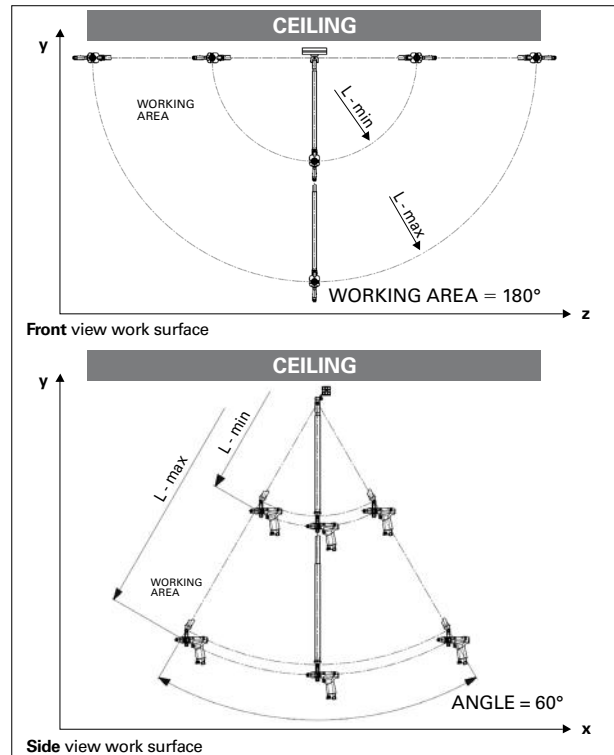 CEILING
y
WORKING
AREA
L - min
L - max
WORKING AREA = 180°
z
Front view work surface
CEILING
y
L - min
L - max
WORKING
AREA
ANGLE = 60°
x
Side view work surface